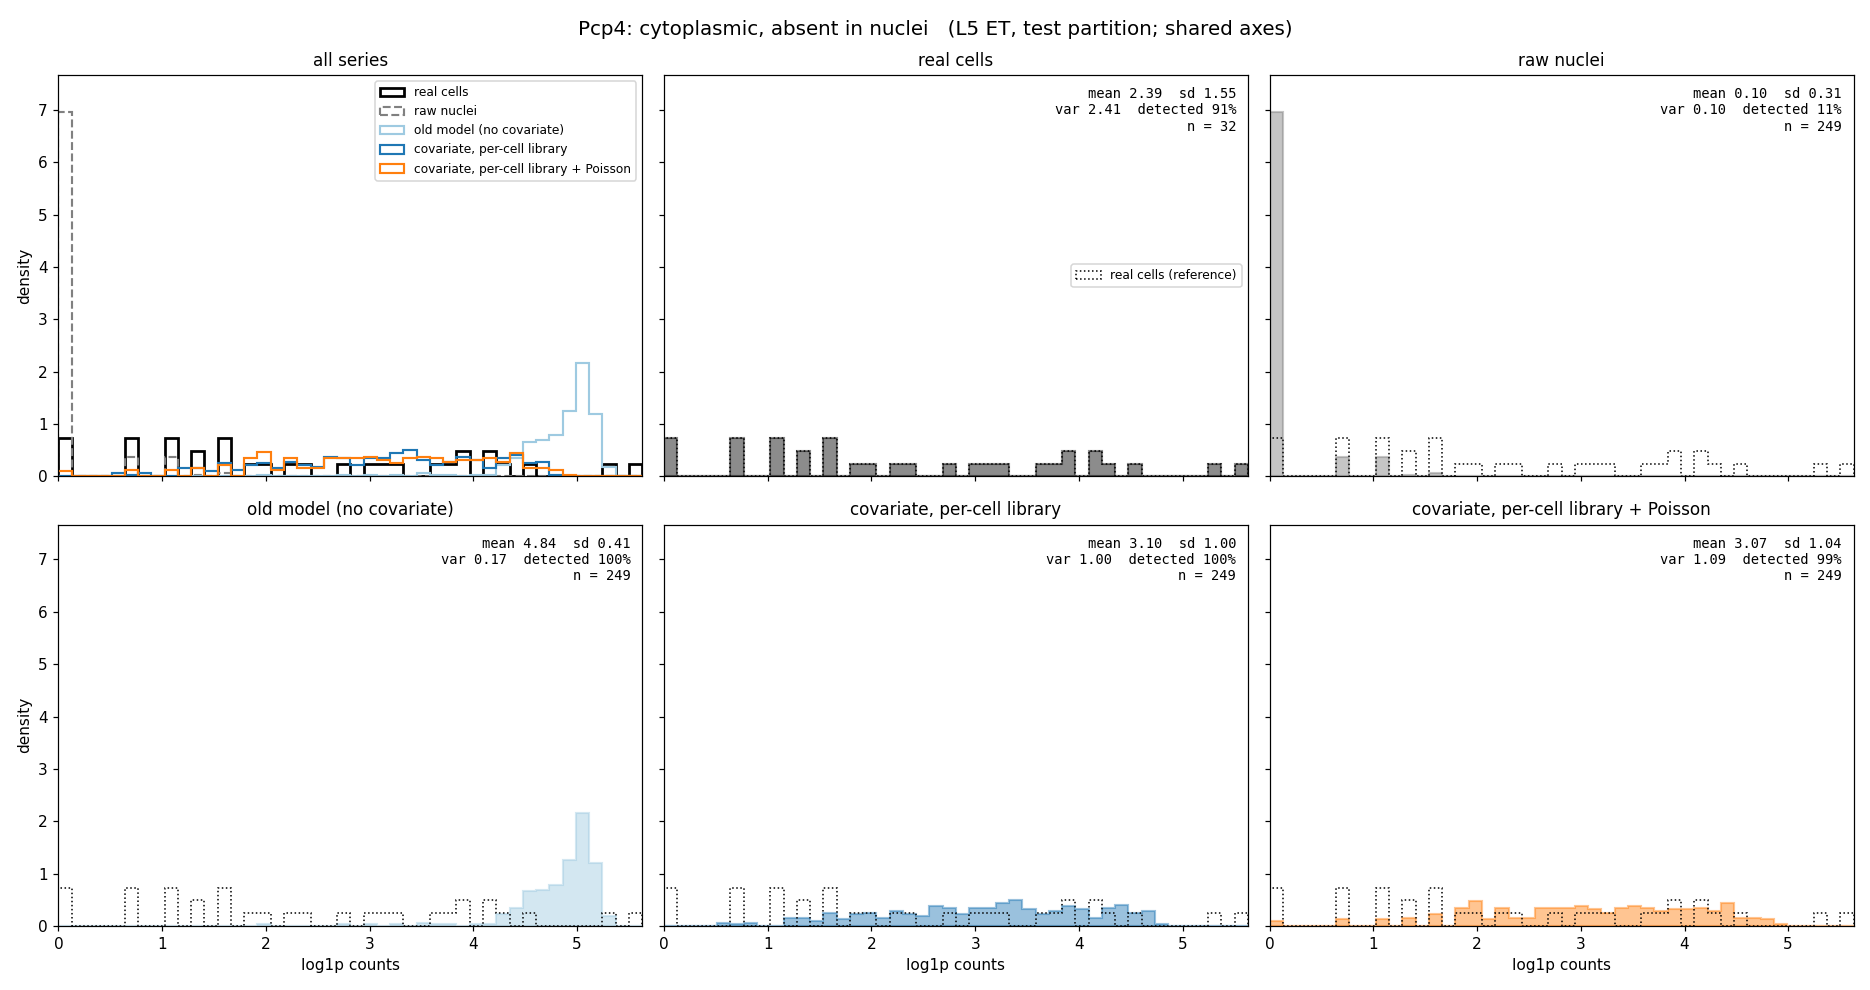 Pcp4: cytoplasmic, absent in nuclei (L5 ET, test partition; shared axes)
all series
real cells
raw nuclei
old model (no covariate)
covariate, per-cell library
covariate, per-cell library + Poisson
density
7
6
5
4
3
2
1
0
real cells
mean 2.39 sd 1.55
var 2.41 detected 91%
n = 32
real cells (reference)
raw nuclei
mean 0.10 sd 0.31
var 0.10 detected 11%
n = 249
old model (no covariate)
mean 4.84 sd 0.41
var 0.17 detected 100%
n = 249
density
7
6
5
4
3
2
1
0
0 1 2 3 4 5
log1p counts
covariate, per-cell library
mean 3.10 sd 1.00
var 1.00 detected 100%
n = 249
0 1 2 3 4 5
log1p counts
covariate, per-cell library + Poisson
mean 3.07 sd 1.04
var 1.09 detected 99%
n = 249
0 1 2 3 4 5
log1p counts